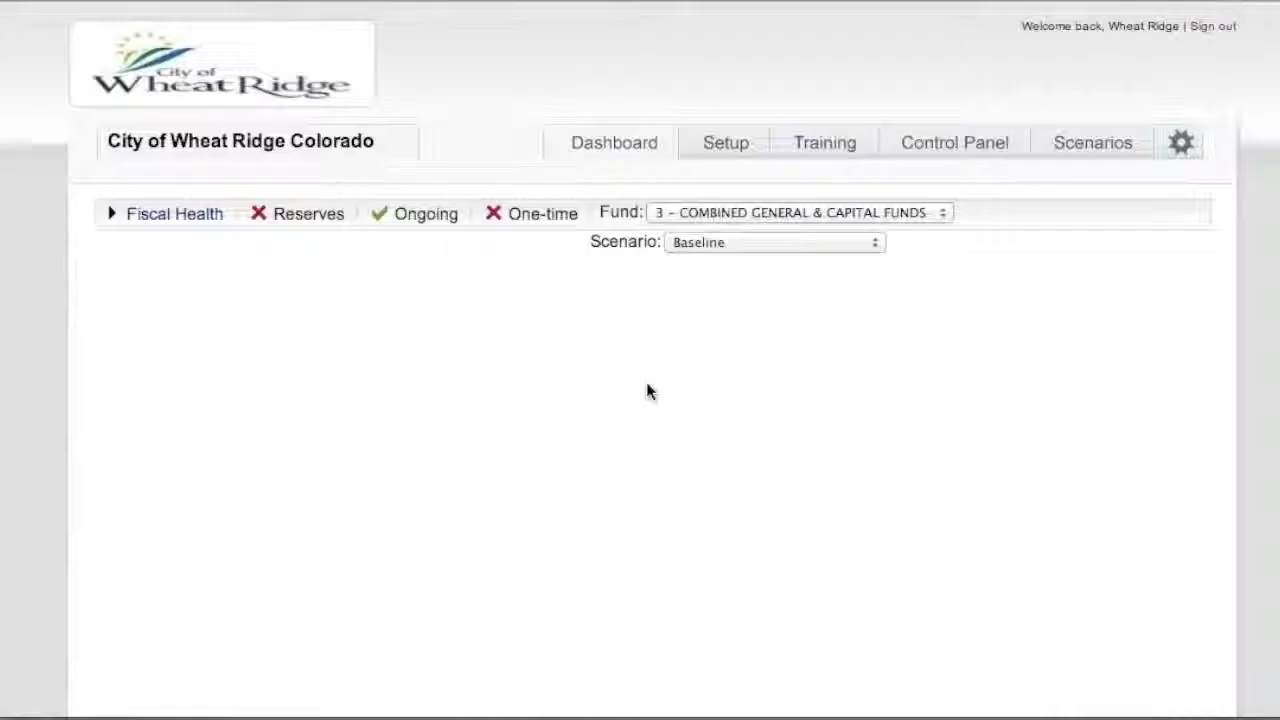 Welcome back, Wheat Ridge | Sign out
City of
Wheat Ridge
City of Wheat Ridge Colorado
Dashboard Setup Training Control Panel Scenarios
Fiscal Health Reserves Ongoing One-time Fund: 3 - COMBINED GENERAL & CAPITAL FUNDS
Scenario: Baseline